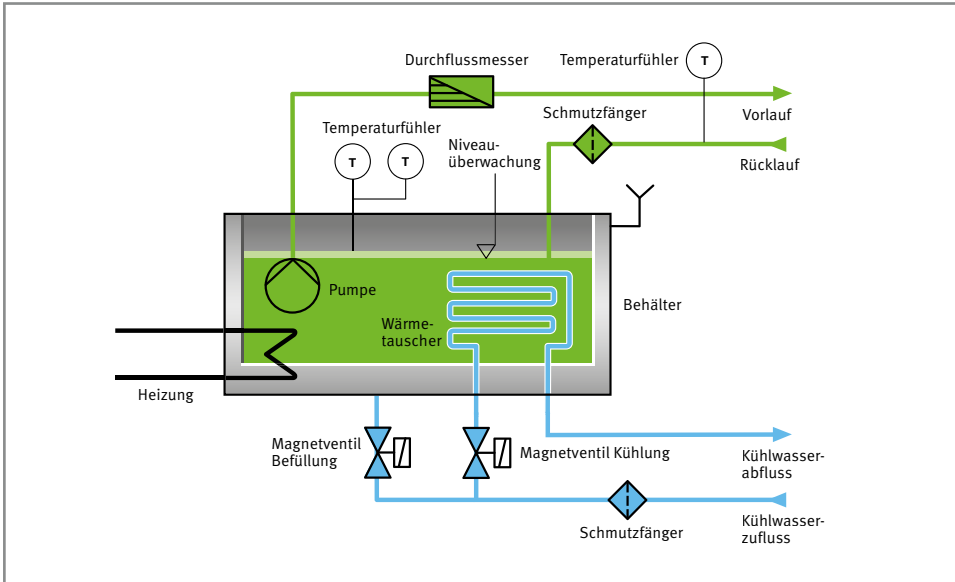 Durchflussmesser
Temperaturfühler
T
Vorlauf
Schmutzfänger
Temperaturfühler
Niveau-
überwachung
T
T
Rücklauf
Pumpe
Behälter
Wärme-
tauscher
Heizung
Magnetventil
Befüllung
Magnetventil Kühlung
Kühlwasser-
abfluss
Schmutzfänger
Kühlwasser-
zufluss